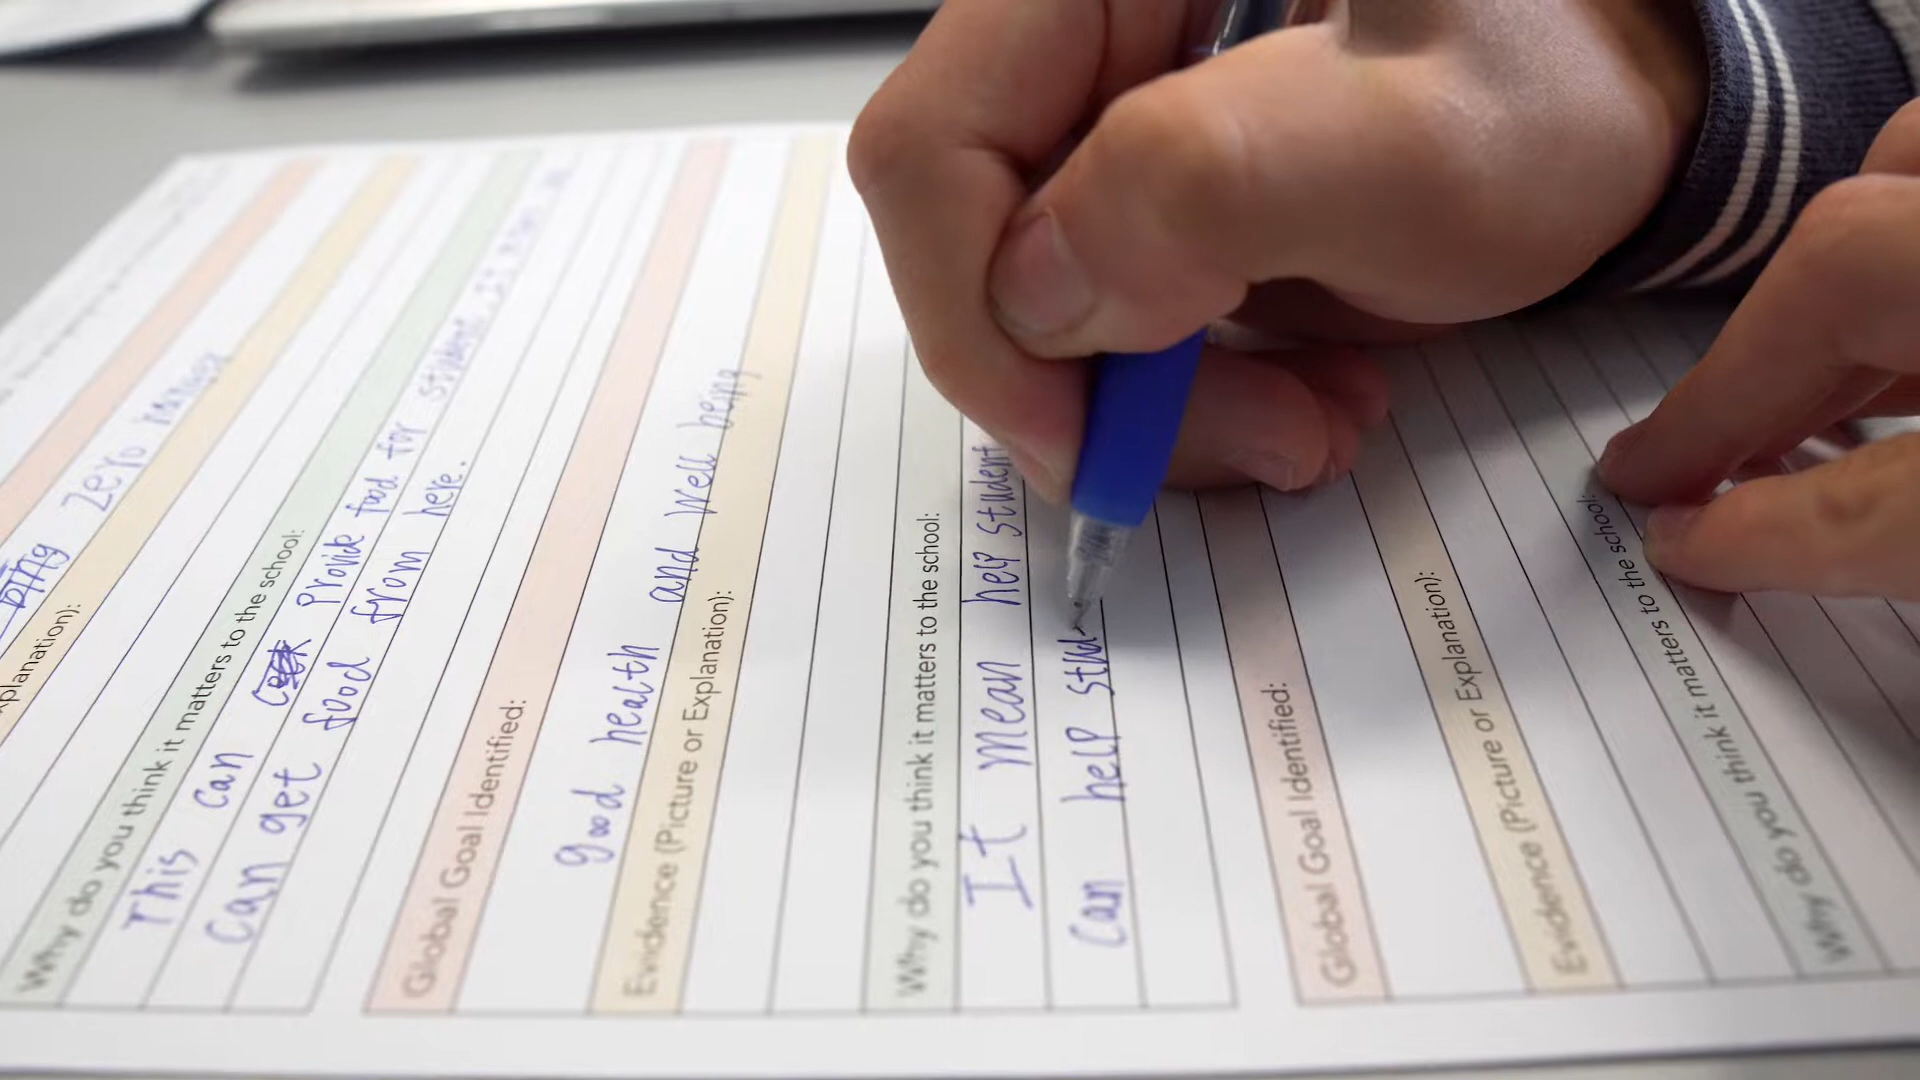 zero hunger
xplanation):
Why do you think it matters to the school:
This can provide food for student. it
can get food from here.
Global Goal Identified:
good health and well being
Evidence (Picture or Explanation):
Why do you think it matters to the school:
It mean help student
can help stud
Global Goal Identified:
Evidence (Picture or Explanation):
Why do you think it matters to the school: